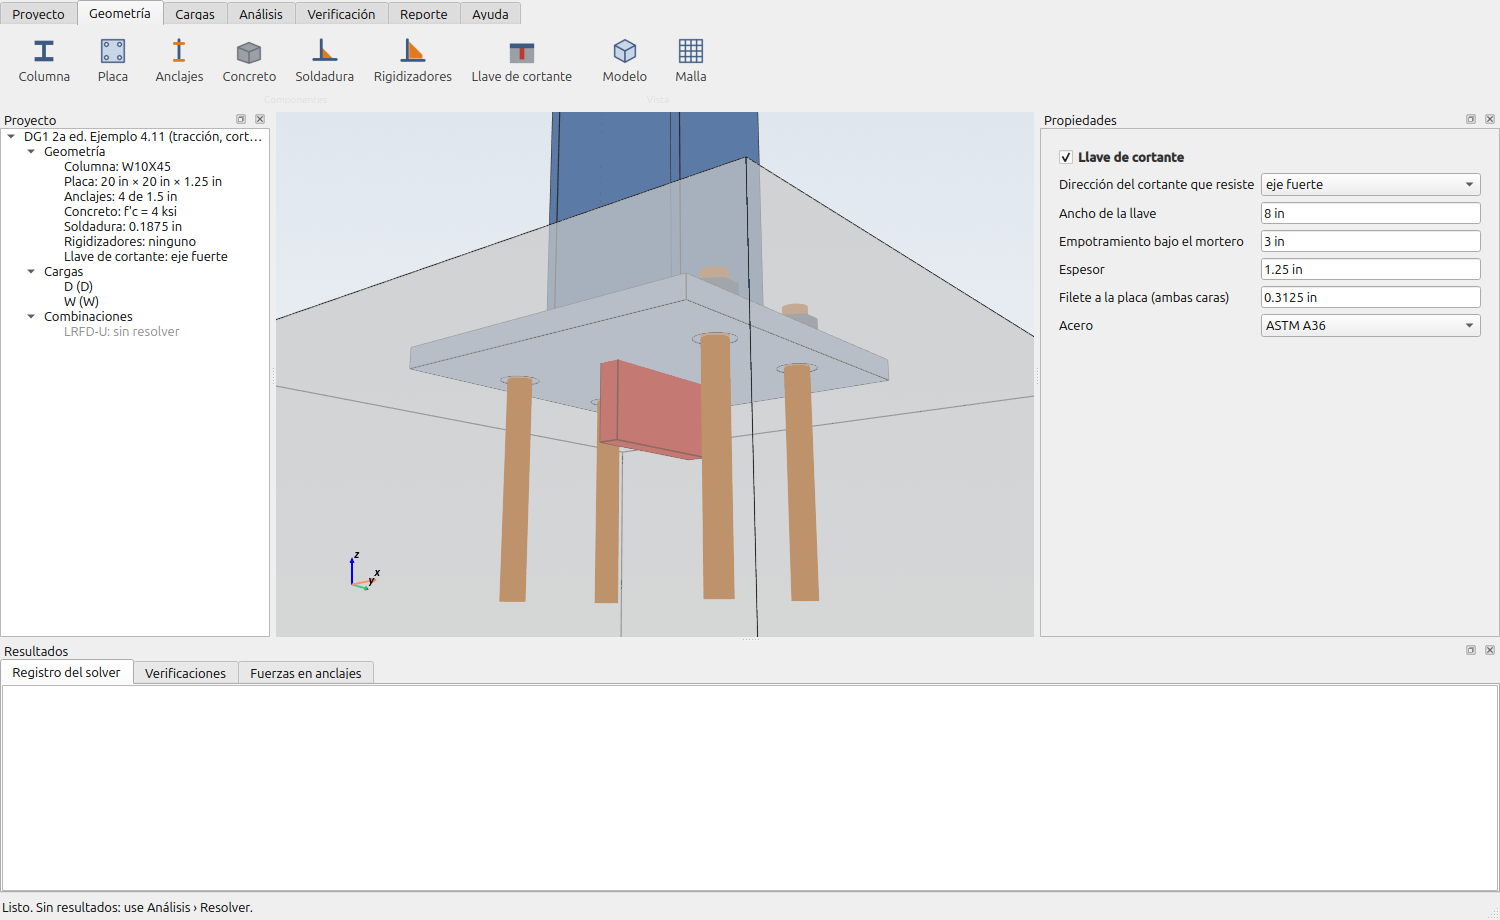 Proyecto
Geometría
Cargas
Análisis
Verificación
Reporte
Ayuda
Columna
Placa
Anclajes
Concreto
Soldadura
Rigidizadores
Llave de cortante
Modelo
Malla
Componentes
Vista
Proyecto
DG1 2a ed. Ejemplo 4.11 (tracción, cort...
Geometría
Columna: W10X45
Placa: 20 in × 20 in × 1.25 in
Anclajes: 4 de 1.5 in
Concreto: f'c = 4 ksi
Soldadura: 0.1875 in
Rigidizadores: ninguno
Llave de cortante: eje fuerte
Cargas
D (D)
W (W)
Combinaciones
LRFD-U: sin resolver
z
x
y
Propiedades
Llave de cortante
Dirección del cortante que resiste eje fuerte
Ancho de la llave 8 in
Empotramiento bajo el mortero 3 in
Espesor 1.25 in
Filete a la placa (ambas caras) 0.3125 in
Acero ASTM A36
Resultados
Registro del solver
Verificaciones
Fuerzas en anclajes
Listo. Sin resultados: use Análisis › Resolver.